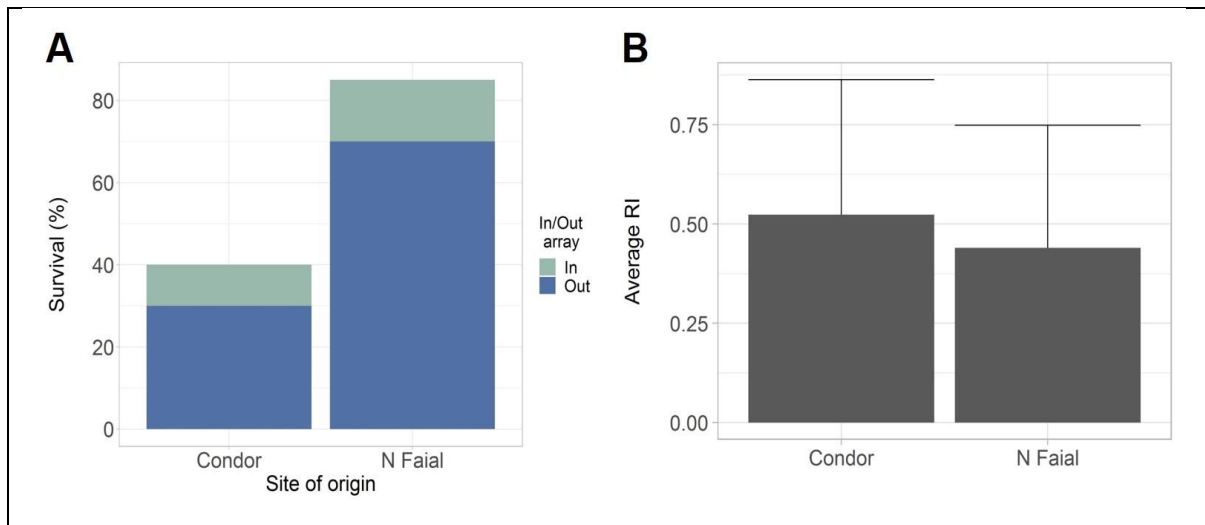 A
Survival (%)
80
60
40
20
0
Condor
N Faial
Site of origin
In/Out
array
In
Out
B
Average RI
0.75
0.50
0.25
0.00
Condor
N Faial